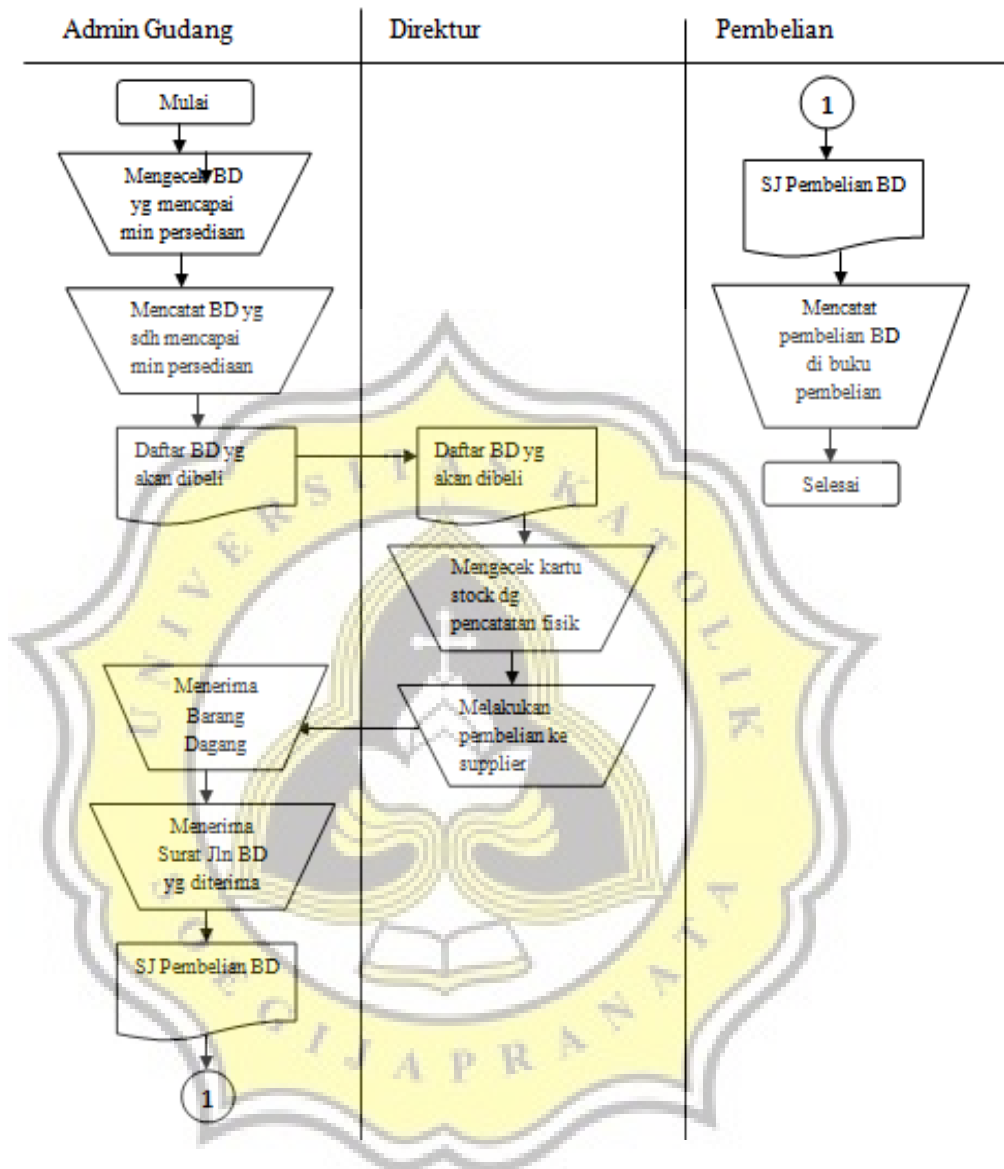 Admin Gudang
Direktur
Pembelian
Mulai
Mengecek BD
yg mencapai
min persediaan
Mencatat BD yg
sdh mencapai
min persediaan
Daftar BD yg
akan dibeli
Daftar BD yg
akan dibeli
Mengecek kartu
stock dg
pencatatan fisik
Melakukan
pembelian ke
supplier
Menerima
Barang
Dagang
Menerima
Surat Jln BD
yg diterima
SJ Pembelian BD
1
1
SJ Pembelian BD
Mencatat
pembelian BD
di buku
pembelian
Selesai
UNIVERSITAS KATOLIK
SOEGIJAPRANATA